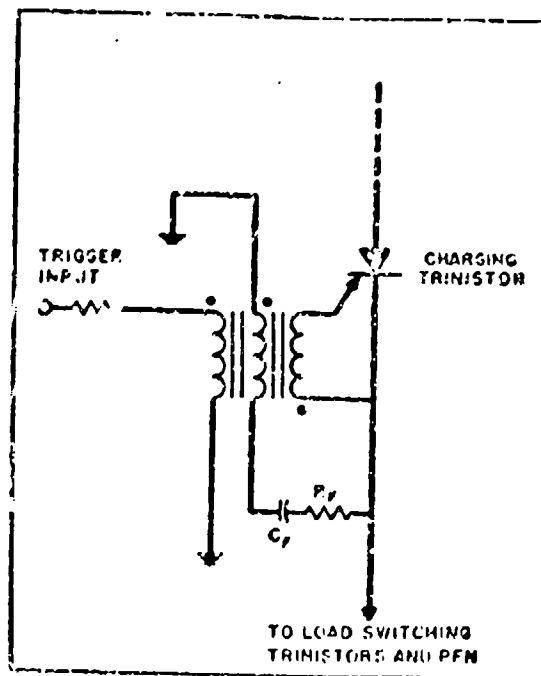 TRIGGER
INPUT
CHARGING
TRINISTOR
C
R
TO LOAD SWITCHING
TRINISTORS AND PFN